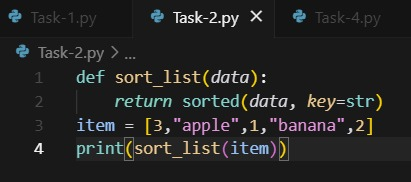 Task-1.py Task-2.py Task-4.py
Task-2.py > ...
1 def sort_list(data):
2     return sorted(data, key=str)
3 item = [3,"apple",1,"banana",2]
4 print(sort_list(item))